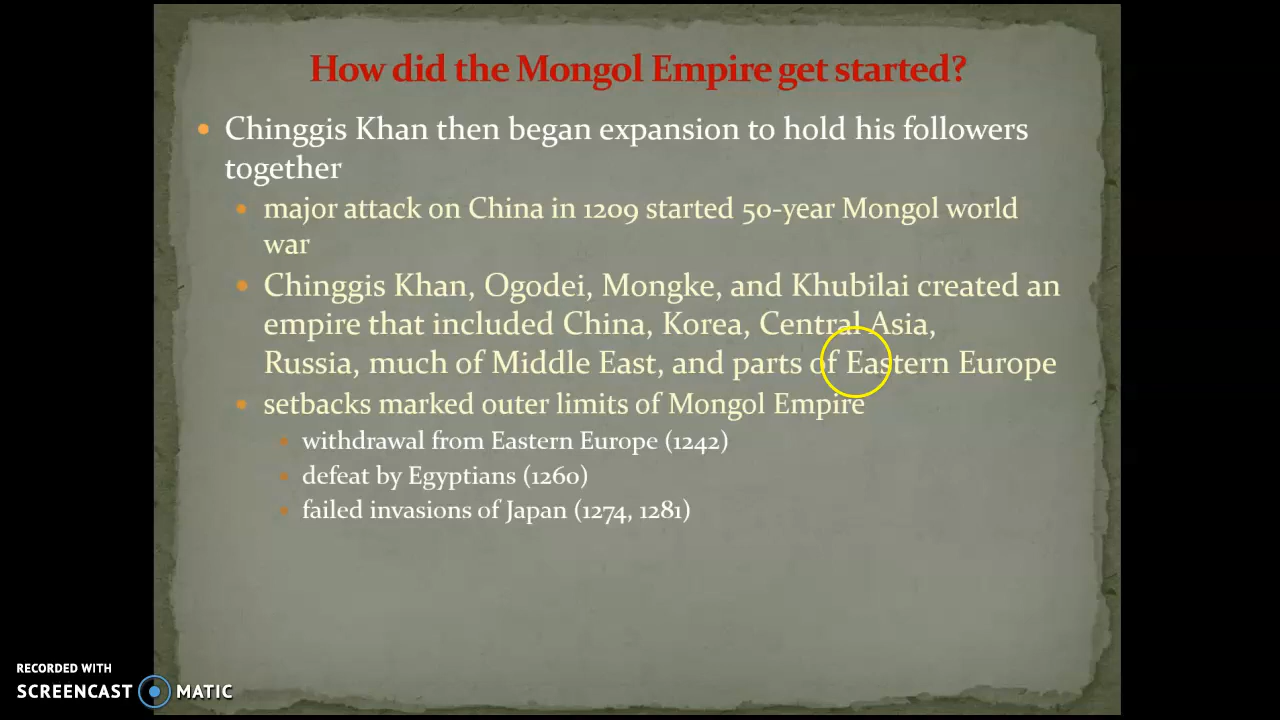 How did the Mongol Empire get started?
• Chinggis Khan then began expansion to hold his followers
together
• major attack on China in 1209 started 50-year Mongol world
war
• Chinggis Khan, Ogodei, Mongke, and Khubilai created an
empire that included China, Korea, Central Asia,
Russia, much of Middle East, and parts of Eastern Europe
• setbacks marked outer limits of Mongol Empire
• withdrawal from Eastern Europe (1242)
• defeat by Egyptians (1260)
• failed invasions of Japan (1274, 1281)
RECORDED WITH
SCREENCAST MATIC